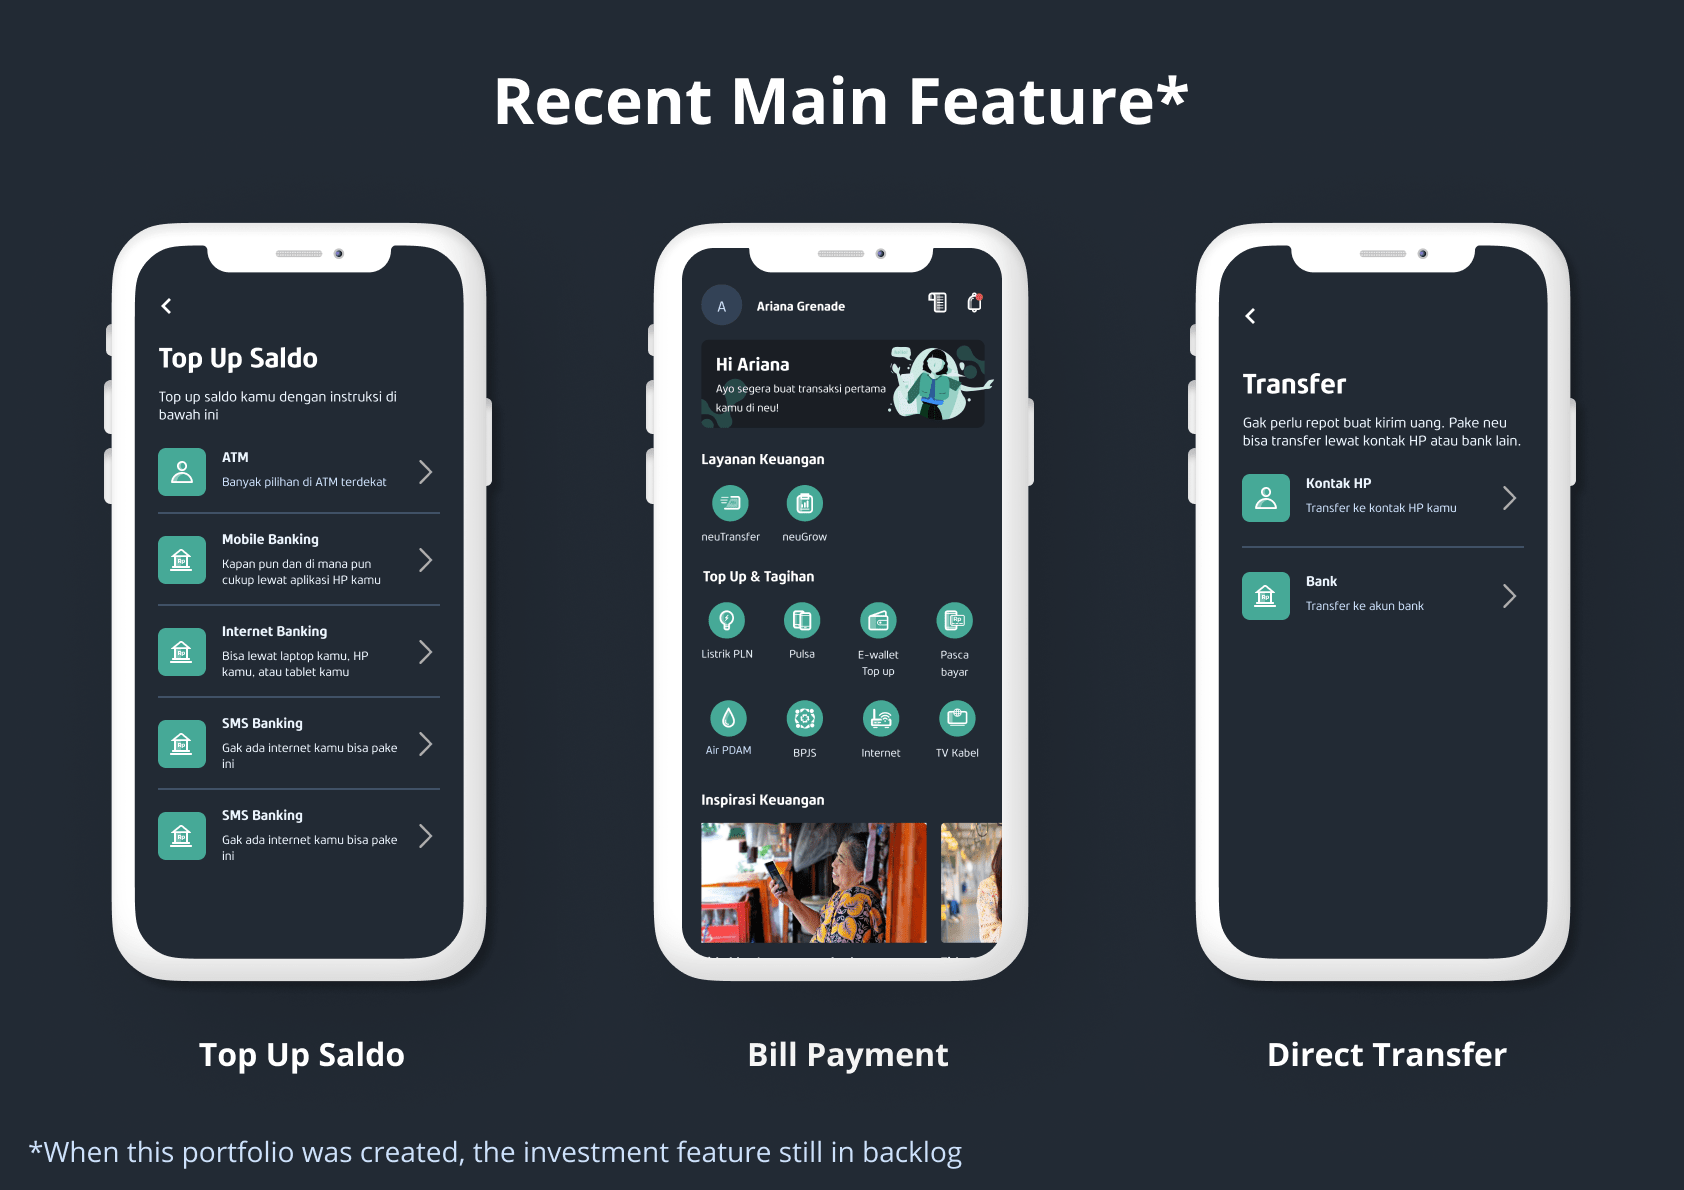 Recent Main Feature*
Top Up Saldo
Top up saldo kamu dengan instruksi di
bawah ini
ATM
Banyak pilihan di ATM terdekat
Mobile Banking
Kapan pun dan di mana pun
cukup lewat aplikasi HP kamu
Internet Banking
Bisa lewat laptop kamu, HP
kamu, atau tablet kamu
SMS Banking
Gak ada internet kamu bisa pake
ini
SMS Banking
Gak ada internet kamu bisa pake
ini
Top Up Saldo
A
Ariana Grenade
Hi Ariana
Ayo segera buat transaksi pertama
kamu di neu!
Layanan Keuangan
neuTransfer neuGrow
Top Up & Tagihan
Listrik PLN Pulsa E-wallet Pasca
Top up bayar
Air PDAM BPJS Internet TV Kabel
Inspirasi Keuangan
Bill Payment
Transfer
Gak perlu repot buat kirim uang. Pake neu
bisa transfer lewat kontak HP atau bank lain.
Kontak HP
Transfer ke kontak HP kamu
Bank
Transfer ke akun bank
Direct Transfer
*When this portfolio was created, the investment feature still in backlog